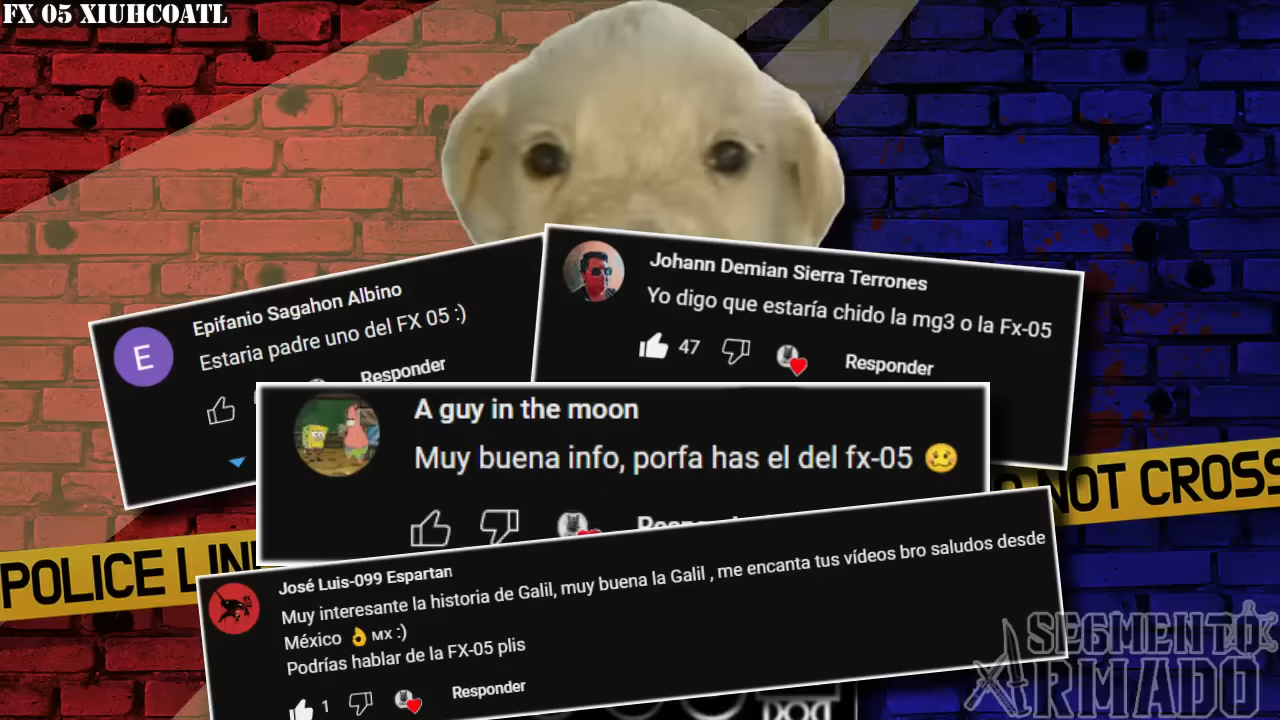 FX 05 XIUHCOATL
Epifanio Sagahon Albino
Estaria padre uno del FX 05 :)
Responder
E
Johann Demian Sierra Terrones
Yo digo que estaría chido la mg3 o la Fx-05
47
Responder
A guy in the moon
Muy buena info, porfa has el del fx-05 🥴
José Luis-099 Espartan
Muy interesante la historia de Galil, muy buena la Galil , me encanta tus vídeos bro saludos desde
México 👌 MX :)
Podrías hablar de la FX-05 plis
1
Responder
POLICE LIN
NOT CROSS
SEGMENTO
ARMADO